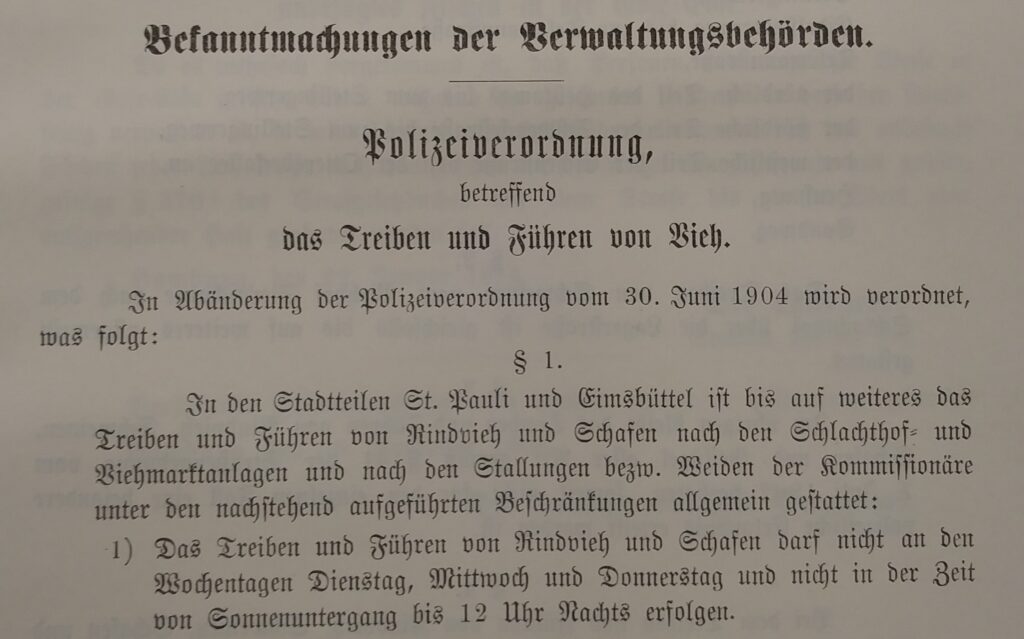 Bekanntmachungen der Verwaltungsbehörden.
Polizeiverordnung,
betreffend
das Treiben und Führen von Vieh.
In Abänderung der Polizeiverordnung vom 30. Juni 1904 wird verordnet,
was folgt:
§ 1.
In den Stadtteilen St. Pauli und Eimsbüttel ist bis auf weiteres das
Treiben und Führen von Rindvieh und Schafen nach den Schlachthof- und
Viehmarktanlagen und nach den Stallungen bezw. Weiden der Kommissionäre
unter den nachstehend aufgeführten Beschränkungen allgemein gestattet:
1) Das Treiben und Führen von Rindvieh und Schafen darf nicht an den
Wochentagen Dienstag, Mittwoch und Donnerstag und nicht in der Zeit
von Sonnenuntergang bis 12 Uhr Nachts erfolgen.